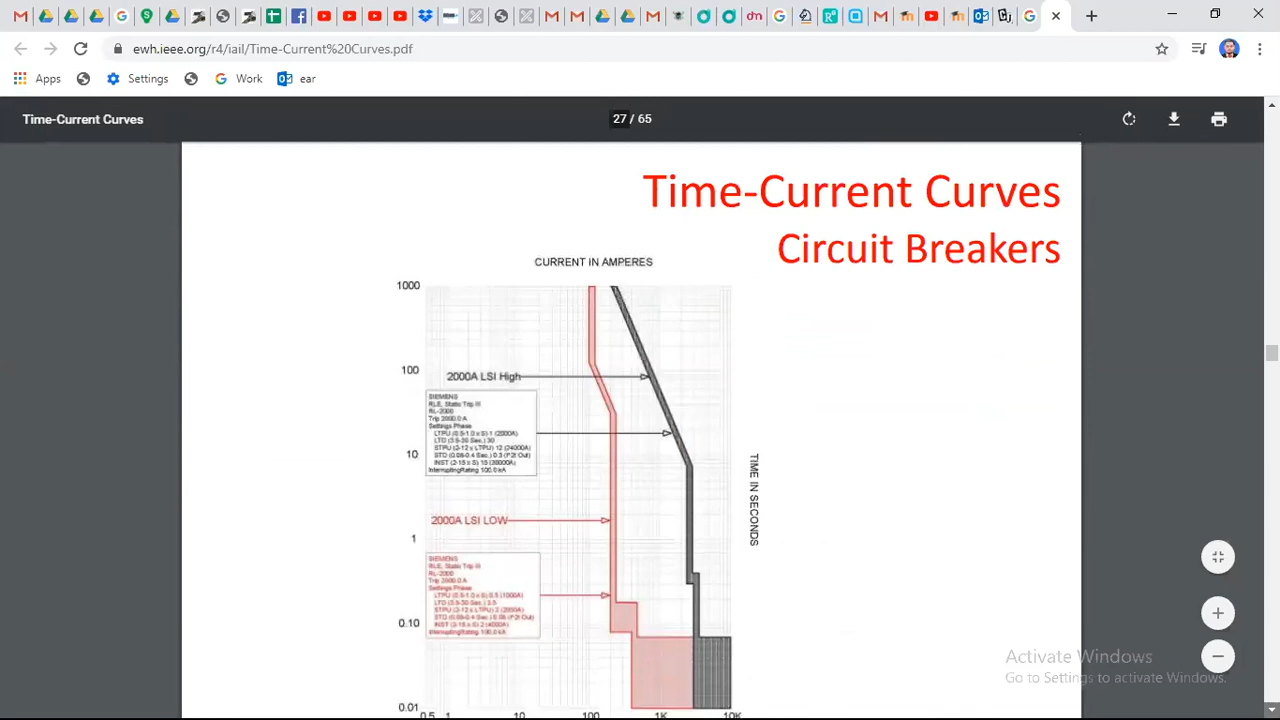 ewh.ieee.org/r4/iail/Time-Current%20Curves.pdf
Apps
Settings
Work
ear
Time-Current Curves
27 / 65
Time-Current Curves
Circuit Breakers
CURRENT IN AMPERES
1000
100
2000A LSI High
SIEMENS
RLE, Static Trip III
RL-2000
Settings Phase
LTPU (0.5-1.0 x S) 1 (2000A)
LTD (3.5-30 Sec.) 30
STPU (2-12 x LTPU) 12 (24000A)
STD (0.08-0.4 Sec.) 0.3 (I^2t Out)
INST (2-15 x S) 15 (30000A)
Interrupting Rating 100.0 kA
10
TIME IN SECONDS
2000A LSI LOW
1
SIEMENS
RLE, Static Trip III
RL-2000
Settings Phase
LTPU (0.5-1.0 x S) 0.5 (1000A)
LTD (3.5-30 Sec.) 3.5
STPU (2-12 x LTPU) 2 (2000A)
STD (0.08-0.4 Sec.) 0.08 (I^2t Out)
INST (2-15 x S) 2 (4000A)
Interrupting Rating 100.0 kA
0.10
0.01
0.5 1 10 100 1K 10K
Activate Windows
Go to Settings to activate Windows.